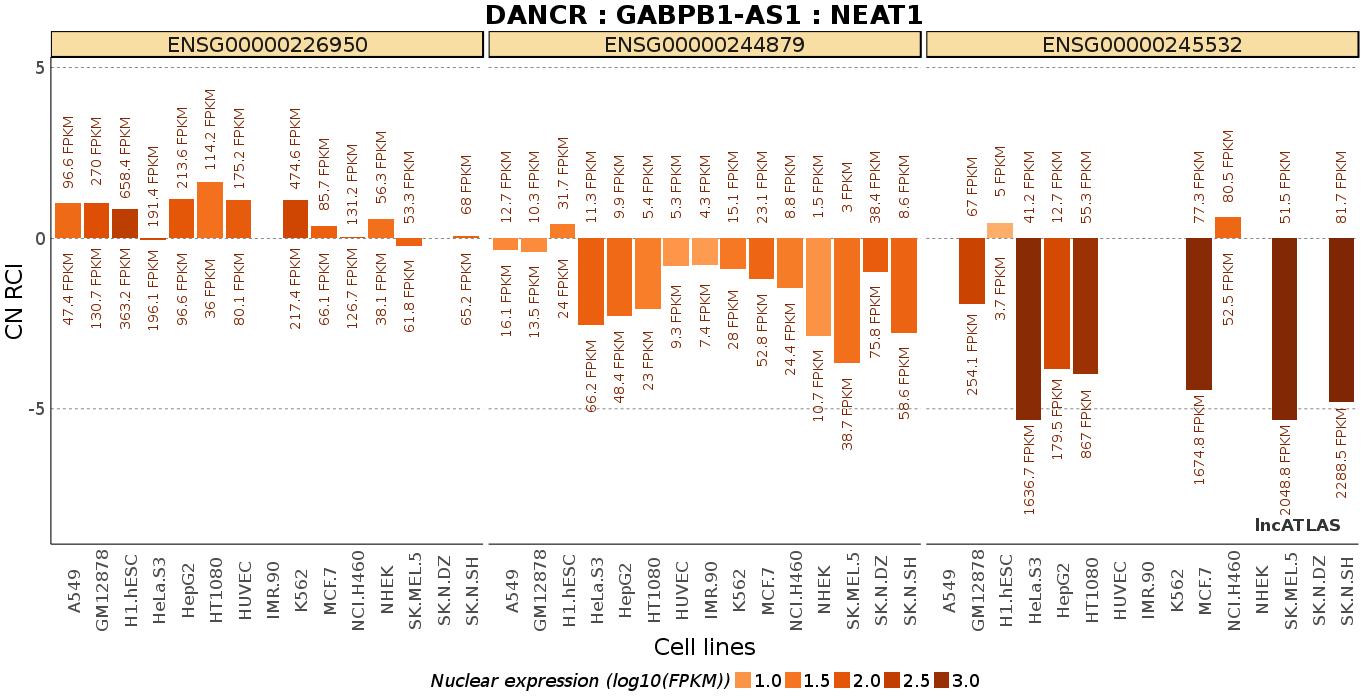 DANCR : GABPB1-AS1 : NEAT1
ENSG00000226950 ENSG00000244879 ENSG00000245532
CN RCI
5
0
-5
96.6 FPKM 270 FPKM 658.4 FPKM 191.4 FPKM 213.6 FPKM 114.2 FPKM 175.2 FPKM 474.6 FPKM 85.7 FPKM 131.2 FPKM 56.3 FPKM 53.3 FPKM 68 FPKM
47.4 FPKM 130.7 FPKM 363.2 FPKM 196.1 FPKM 96.6 FPKM 36 FPKM 80.1 FPKM 217.4 FPKM 66.1 FPKM 126.7 FPKM 38.1 FPKM 61.8 FPKM 65.2 FPKM
12.7 FPKM 10.3 FPKM 31.7 FPKM 11.3 FPKM 9.9 FPKM 5.4 FPKM 5.3 FPKM 4.3 FPKM 15.1 FPKM 23.1 FPKM 8.8 FPKM 1.5 FPKM 3 FPKM 38.4 FPKM 8.6 FPKM
16.1 FPKM 13.5 FPKM 24 FPKM 66.2 FPKM 48.4 FPKM 23 FPKM 9.3 FPKM 7.4 FPKM 28 FPKM 52.8 FPKM 24.4 FPKM 10.7 FPKM 38.7 FPKM 75.8 FPKM 58.6 FPKM
67 FPKM 5 FPKM 41.2 FPKM 12.7 FPKM 55.3 FPKM 77.3 FPKM 80.5 FPKM 51.5 FPKM 81.7 FPKM
254.1 FPKM 3.7 FPKM 1636.7 FPKM 179.5 FPKM 867 FPKM 1674.8 FPKM 52.5 FPKM 2048.8 FPKM 2288.5 FPKM
lncATLAS
A549 GM12878 H1.hESC HeLa.S3 HepG2 HT1080 HUVEC IMR.90 K562 MCF.7 NCI.H460 NHEK SK.MEL.5 SK.N.DZ SK.N.SH
A549 GM12878 H1.hESC HeLa.S3 HepG2 HT1080 HUVEC IMR.90 K562 MCF.7 NCI.H460 NHEK SK.MEL.5 SK.N.DZ SK.N.SH
A549 GM12878 H1.hESC HeLa.S3 HepG2 HT1080 HUVEC IMR.90 K562 MCF.7 NCI.H460 NHEK SK.MEL.5 SK.N.DZ SK.N.SH
Cell lines
Nuclear expression (log10(FPKM)) 1.0 1.5 2.0 2.5 3.0